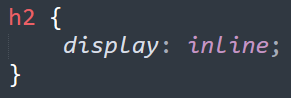 h2 {
    display: inline;
}